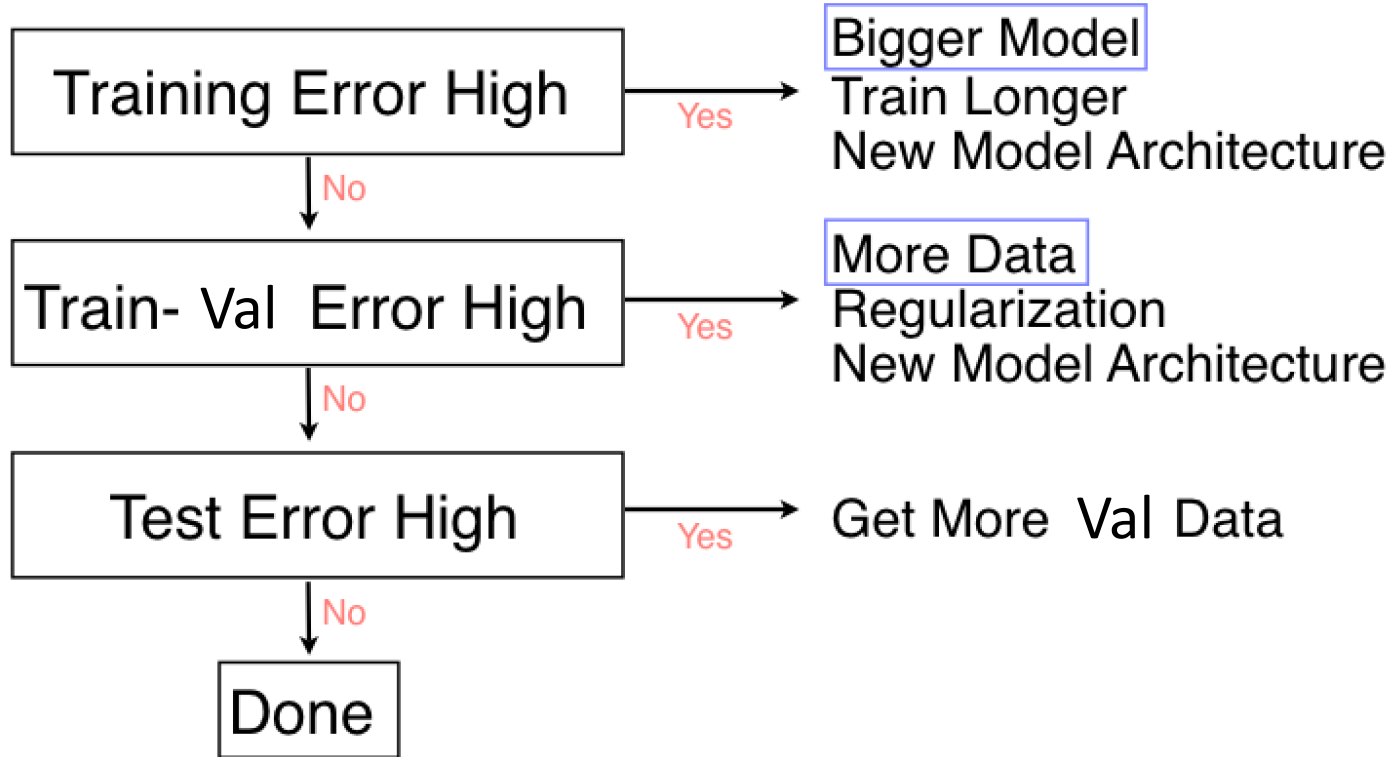 Training Error High
Yes
Bigger Model
Train Longer
New Model Architecture
No
Train- Val Error High
Yes
More Data
Regularization
New Model Architecture
No
Test Error High
Yes
Get More Val Data
No
Done